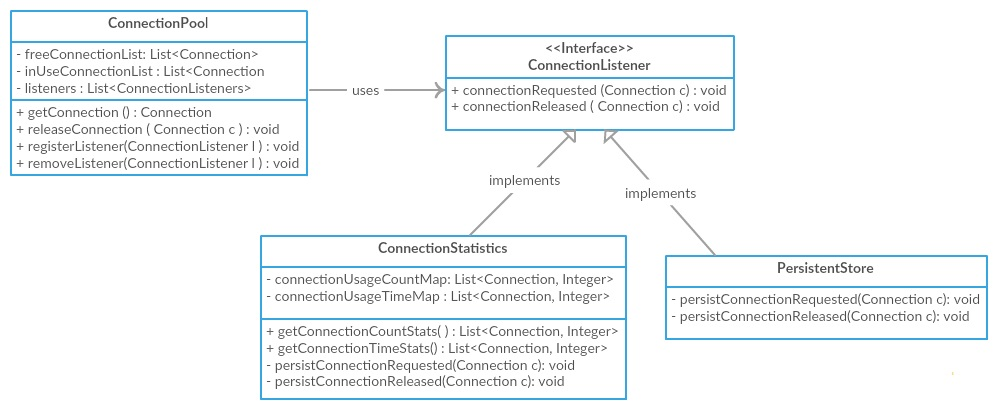 ConnectionPool
- freeConnectionList: List<Connection>
- inUseConnectionList : List<Connection
- listeners : List<ConnectionListeners>
+ getConnection () : Connection
+ releaseConnection ( Connection c ) : void
+ registerListener(ConnectionListener l ) : void
+ removeListener(ConnectionListener l ) : void
uses
<<Interface>>
ConnectionListener
+ connectionRequested (Connection c) : void
+ connectionReleased ( Connection c) : void
implements
implements
ConnectionStatistics
- connectionUsageCountMap: List<Connection, Integer>
- connectionUsageTimeMap : List<Connection, Integer>
+ getConnectionCountStats( ) : List<Connection, Integer>
+ getConnectionTimeStats() : List<Connection, Integer>
- persistConnectionRequested(Connection c): void
- persistConnectionReleased(Connection c): void
PersistentStore
- persistConnectionRequested(Connection c): void
- persistConnectionReleased(Connection c): void